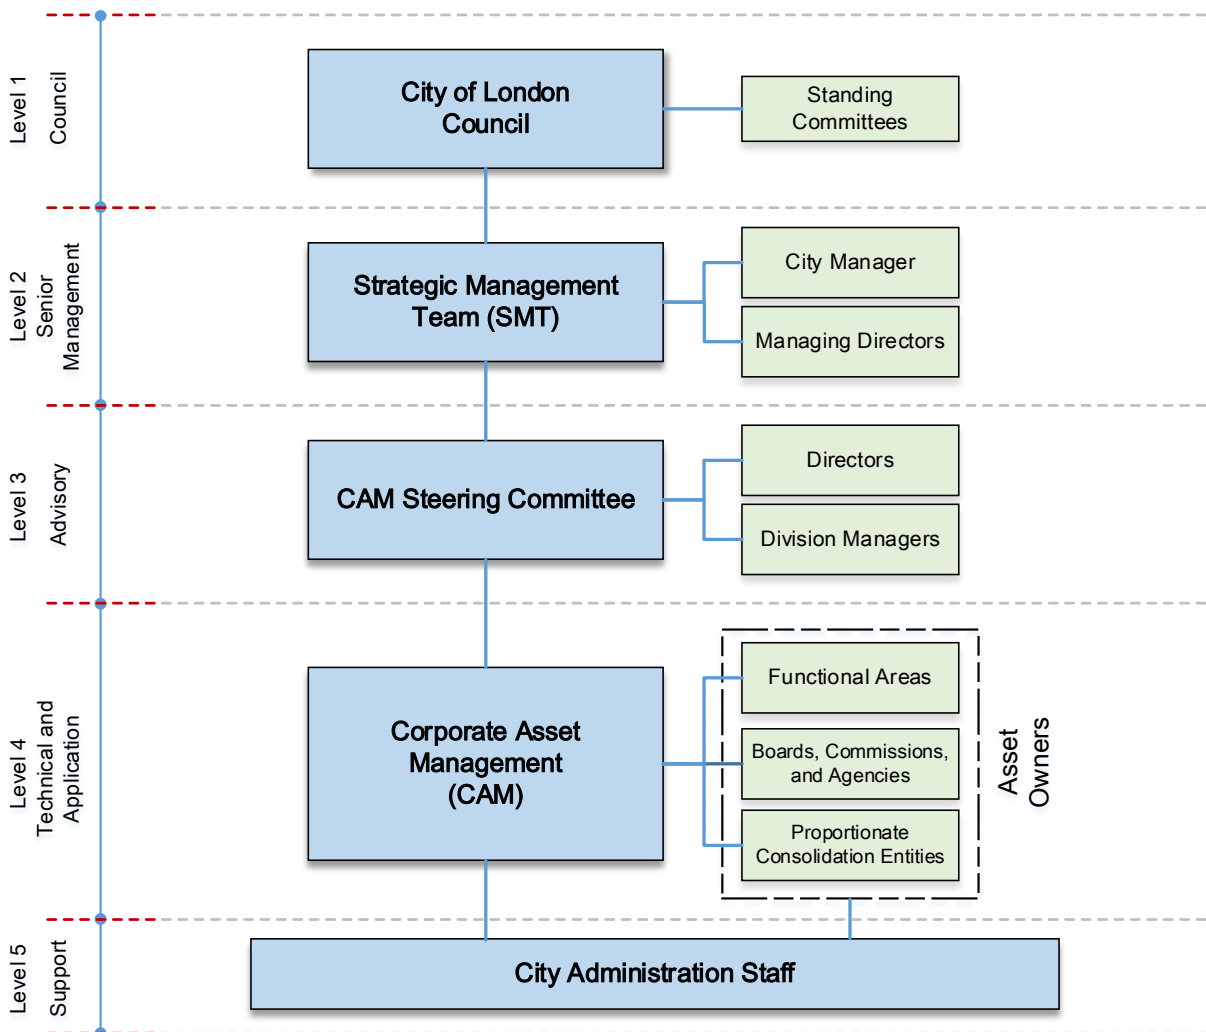 Level 1
Council
City of London
Council
Standing
Committees
Level 2
Senior
Management
Strategic Management
Team (SMT)
City Manager
Managing Directors
Level 3
Advisory
CAM Steering Committee
Directors
Division Managers
Level 4
Technical and
Application
Corporate Asset
Management
(CAM)
Functional Areas
Boards, Commissions,
and Agencies
Proportionate
Consolidation Entities
Asset
Owners
Level 5
Support
City Administration Staff